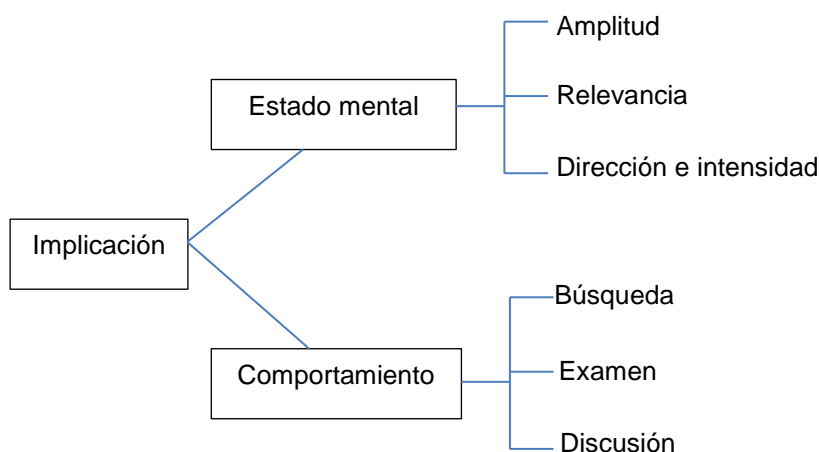 Amplitud
Estado mental
Relevancia
Dirección e intensidad
Implicación
Búsqueda
Comportamiento
Examen
Discusión